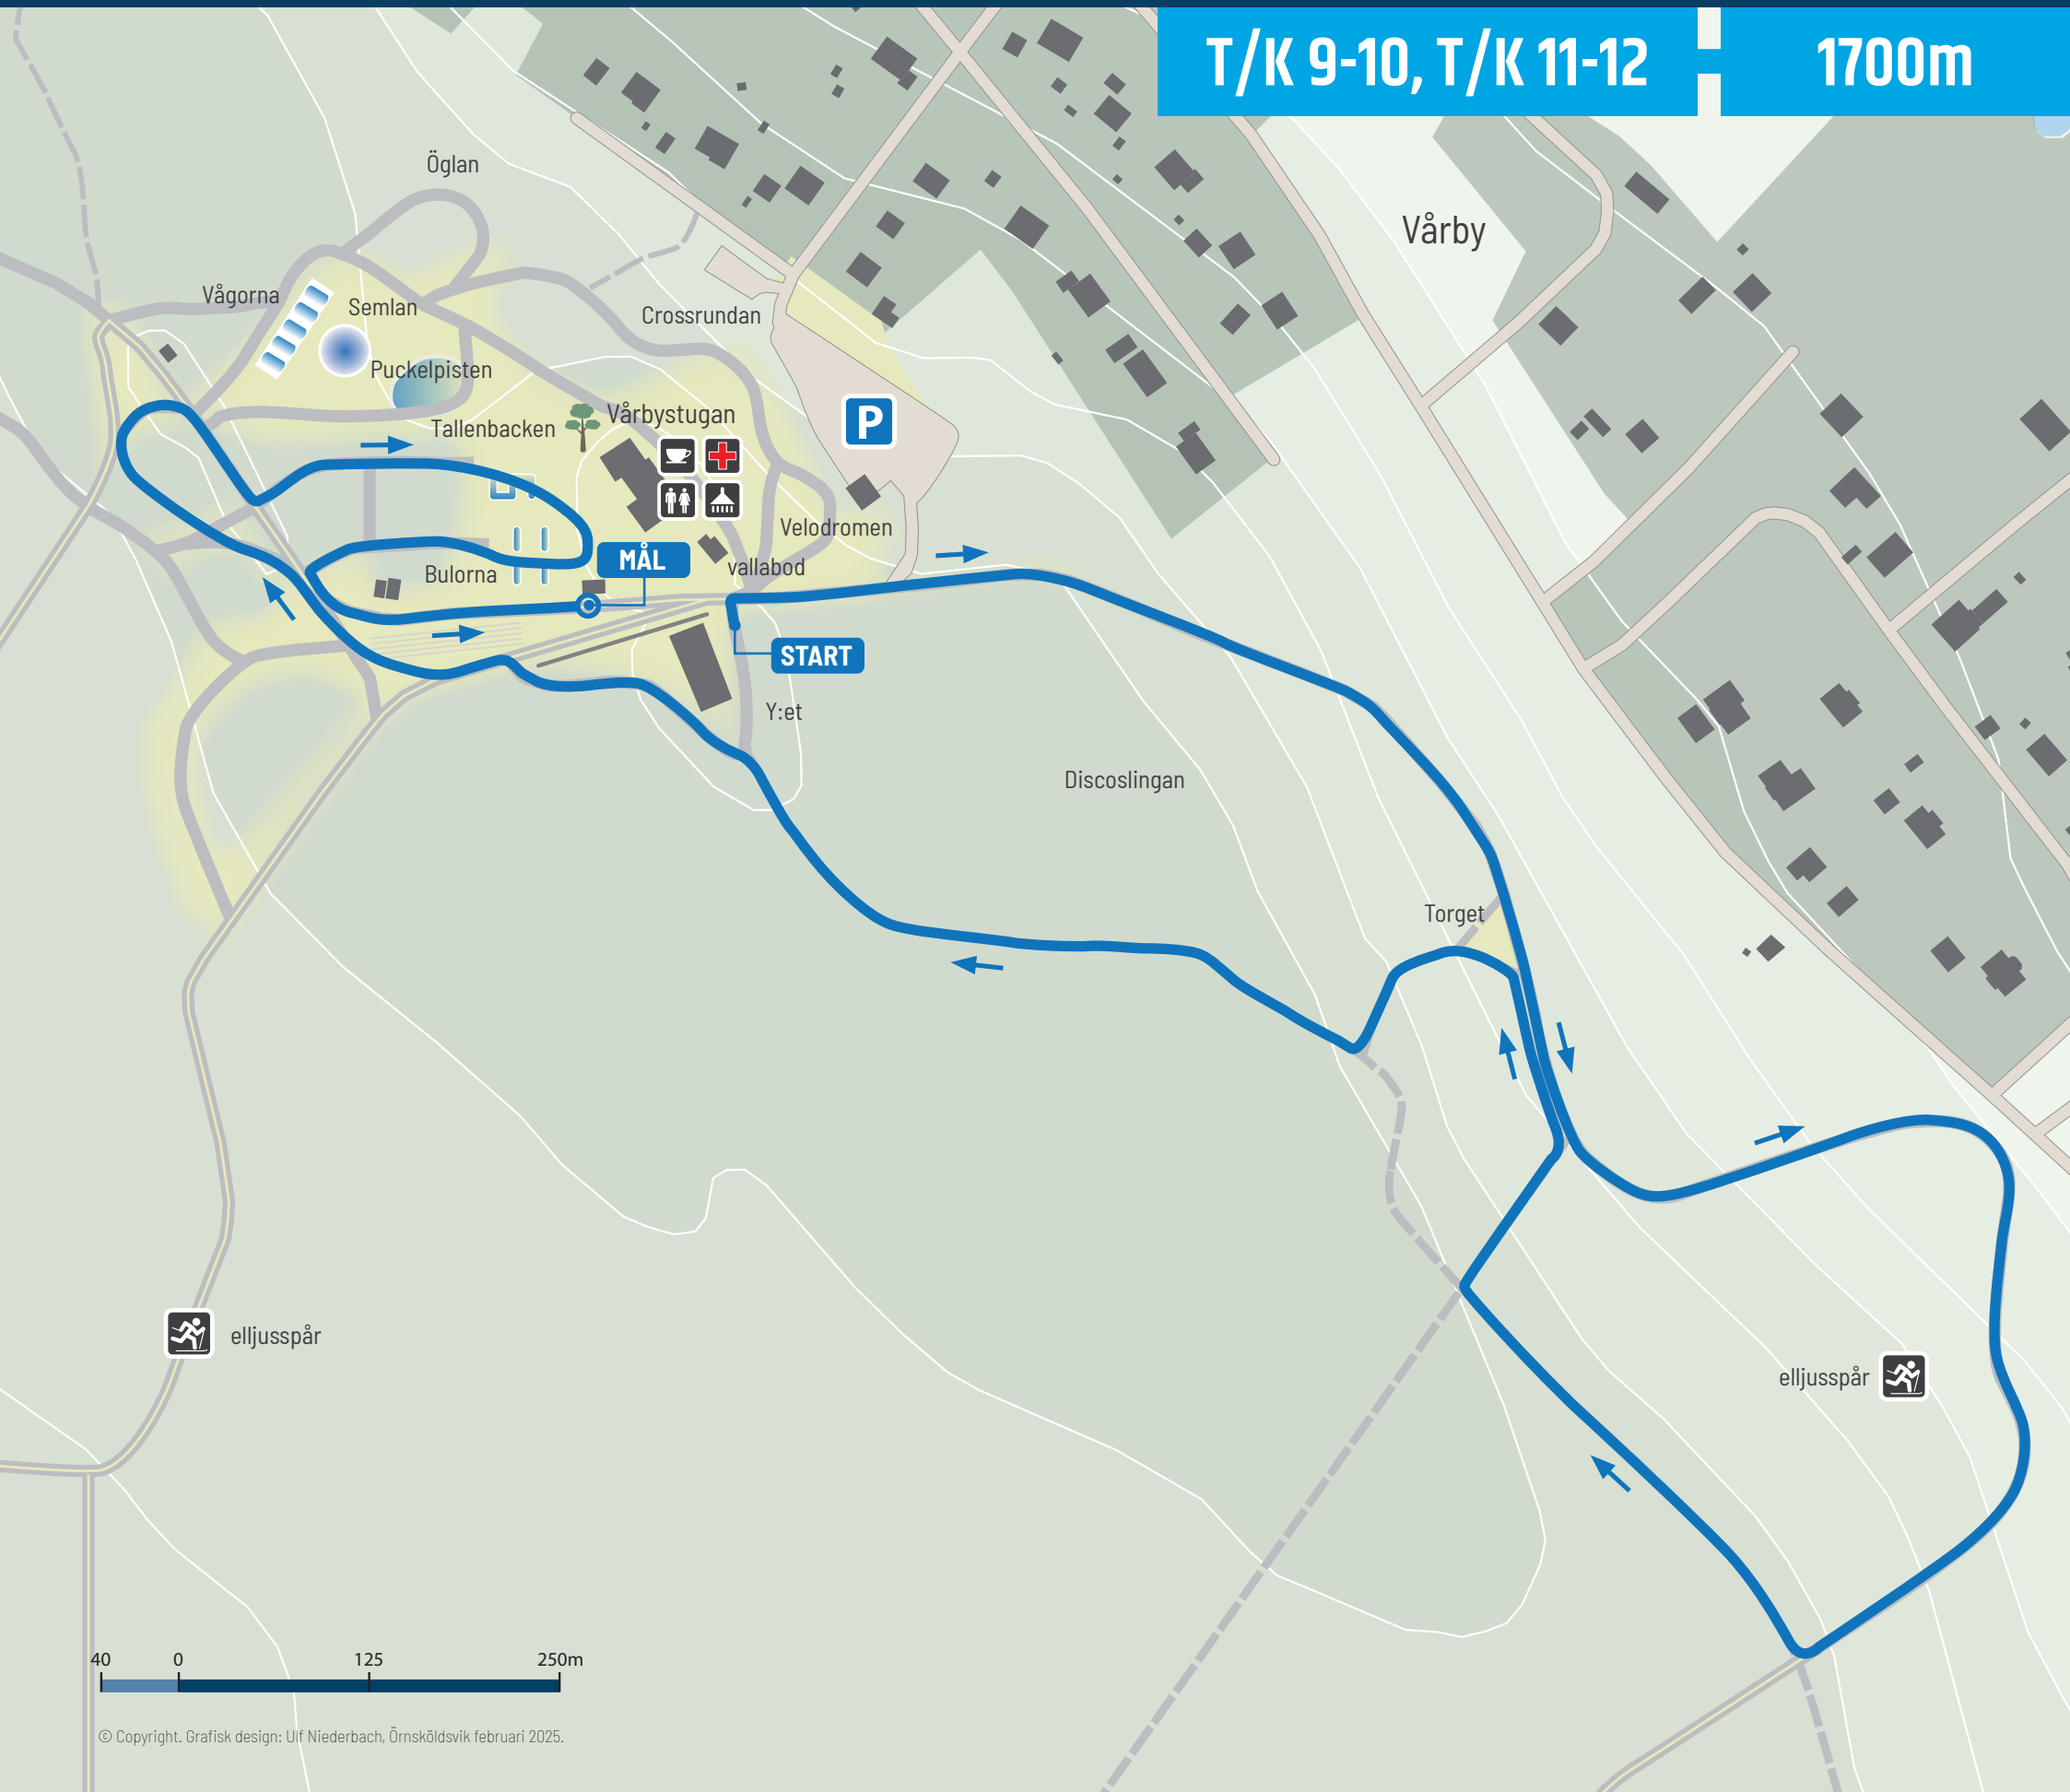 T/K 9-10, T/K 11-12
1700m
Öglan
Vårby
Vågorna
Semlan
Crossrundan
Puckelpisten
Tallenbacken
Vårbystugan
P
Velodromen
MÅL
vallabod
Bulorna
START
Y:et
Discoslingan
Torget
elljusspår
elljusspår
40 0 125 250m
© Copyright. Grafisk design: Ulf Niederbach, Örnsköldsvik februari 2025.